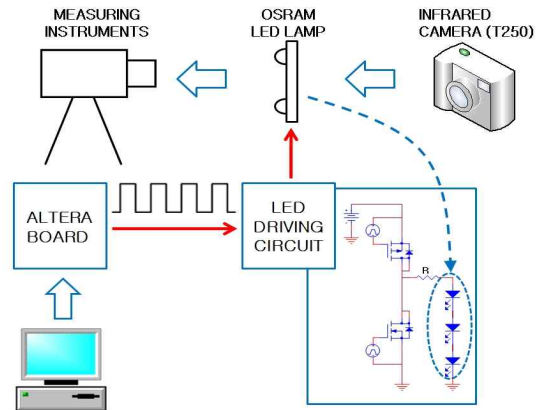 MEASURING
INSTRUMENTS
OSRAM
LED LAMP
INFRARED
CAMERA (T250)
ALTERA
BOARD
LED
DRIVING
CIRCUIT
R